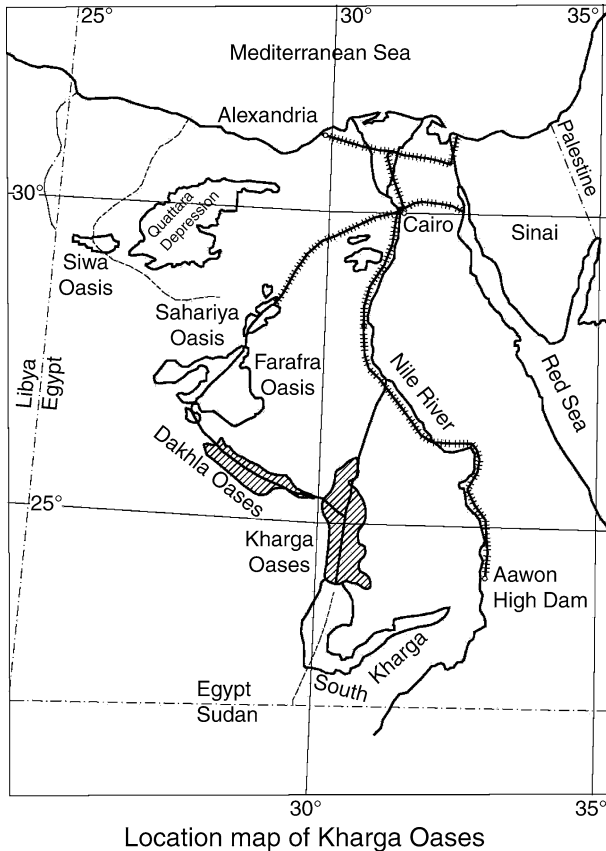 25°
30°
35°
Mediterranean Sea
Alexandria
Palestine
30°
Quattara
Depression
Cairo
Sinai
Siwa
Oasis
Sahariya
Oasis
Farafra
Oasis
Libya
Egypt
Nile River
Red Sea
Dakhla Oases
25°
Kharga
Oases
Aawon
High Dam
South Kharga
Egypt
Sudan
30°
35°
Location map of Kharga Oases